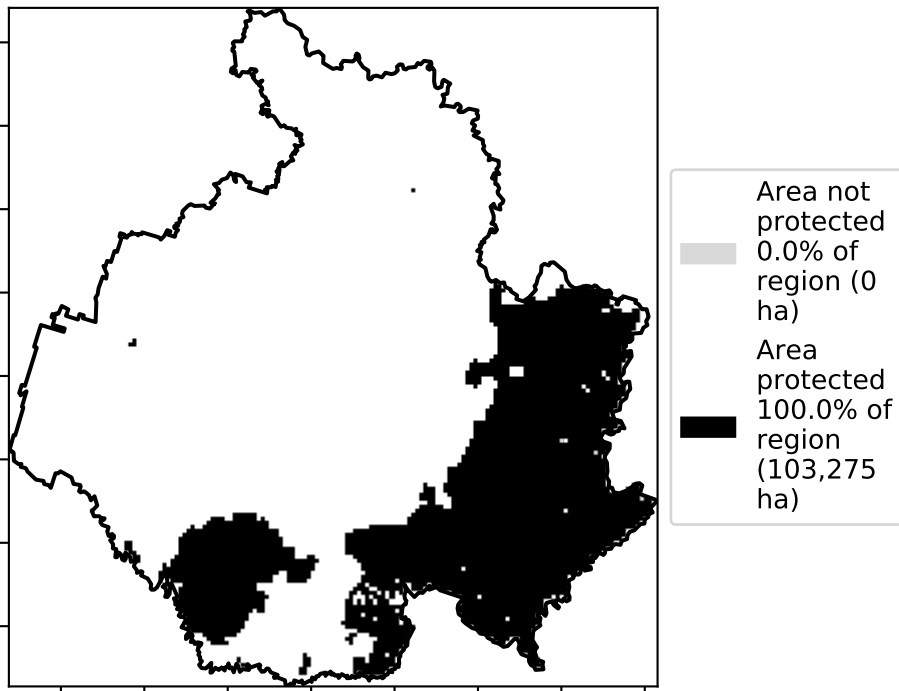 Area not
protected
0.0% of
region (0
ha)
Area
protected
100.0% of
region
(103,275
ha)